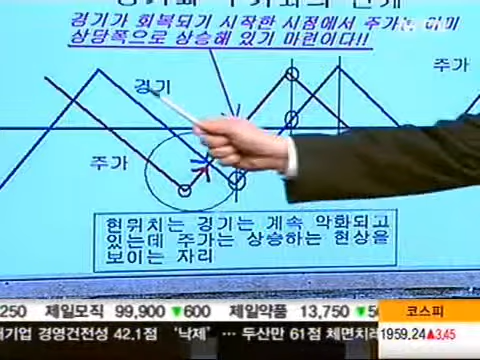 경기가 회복되기 시작한 시점에서 주가는 이미
상당폭으로 상승해 있기 마련이다!!
주가
경기
주가
현위치는 경기는 계속 악화되고
있는데 주가는 상승하는 현상을
보이는 자리
250 제일모직 99,900 ▼600 제일약품 13,750 ▼50
코스피
대기업 경영건전성 42.1점 '낙제' ··· 두산만 61점 체면치레
1959.24 ▲3.45